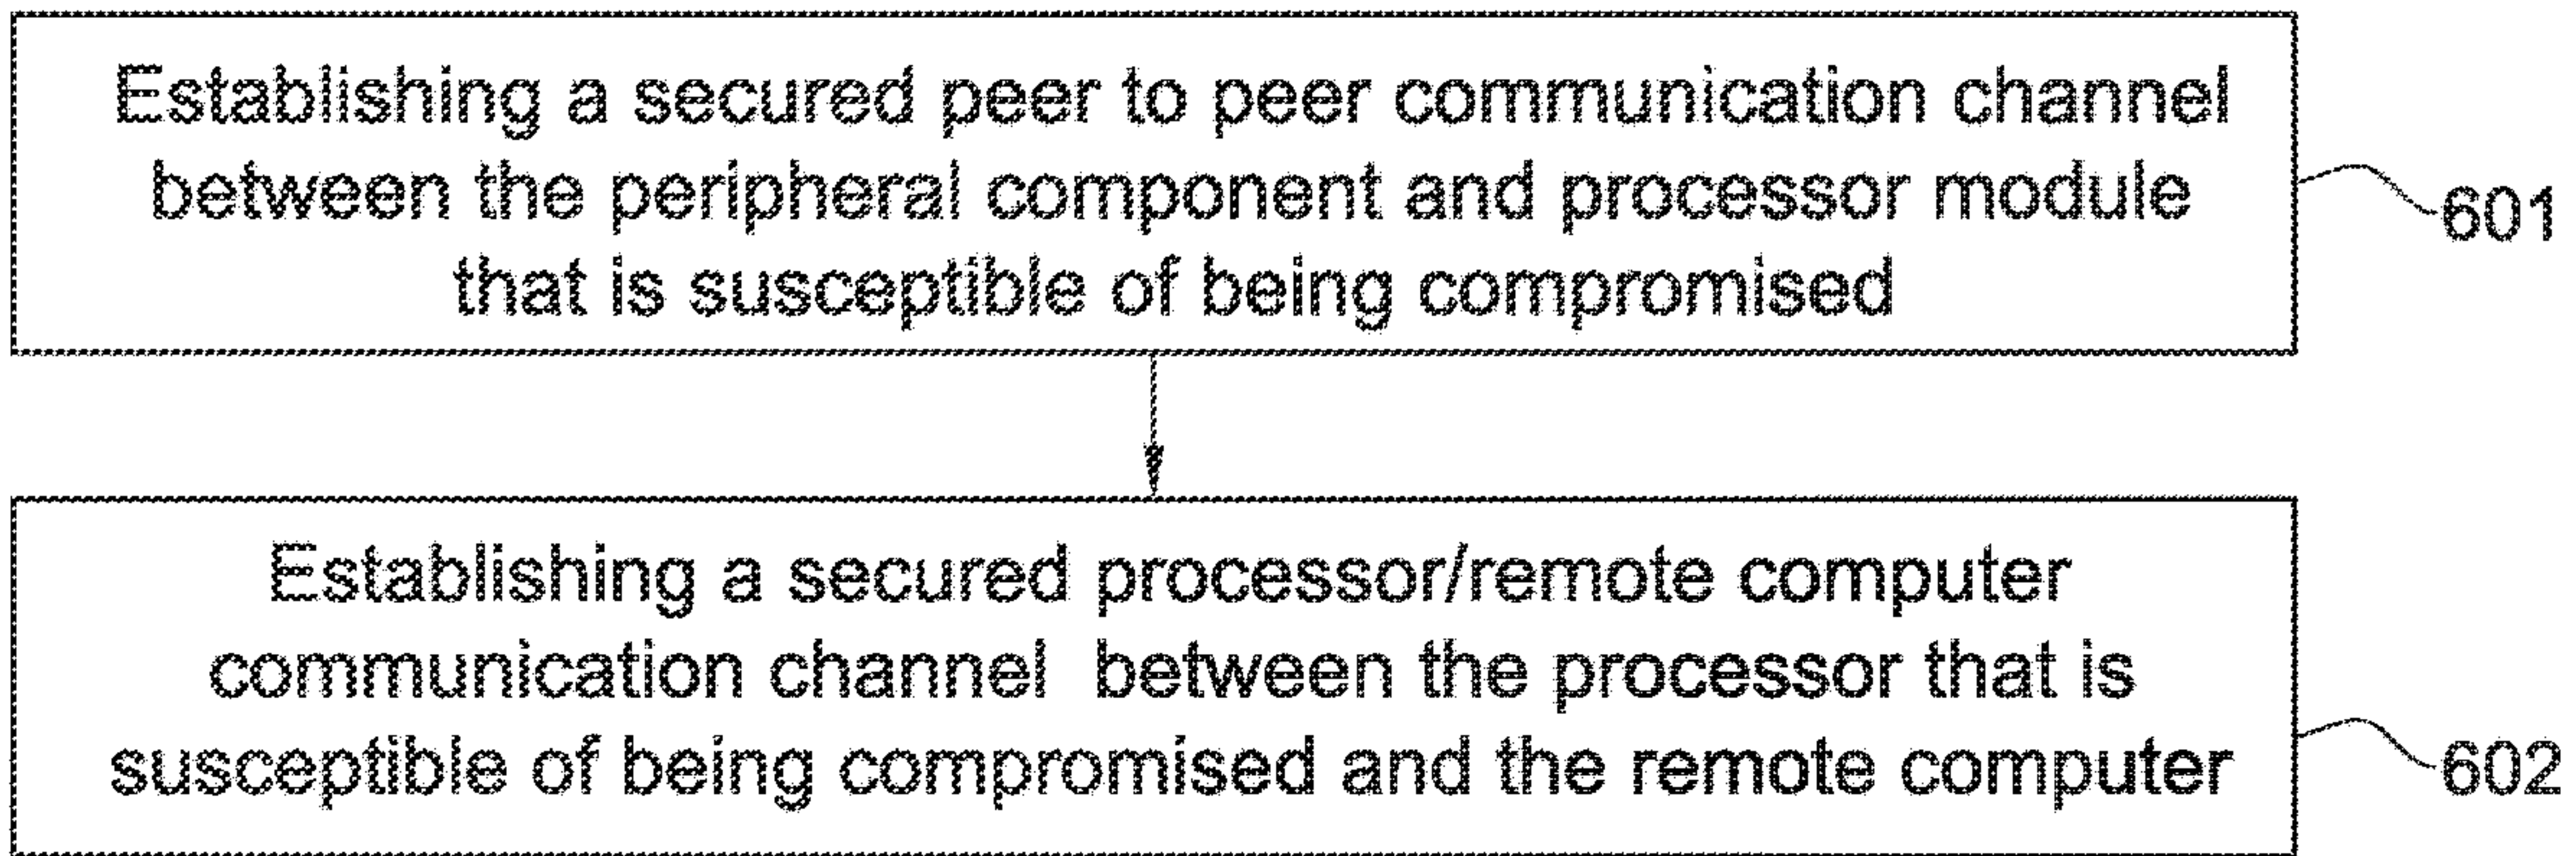 Establishing a secured peer to peer communication channel
between the peripheral component and processor module
that is susceptible of being compromised
601
Establishing a secured processor/remote computer
communication channel between the processor that is
susceptible of being compromised and the remote computer
602